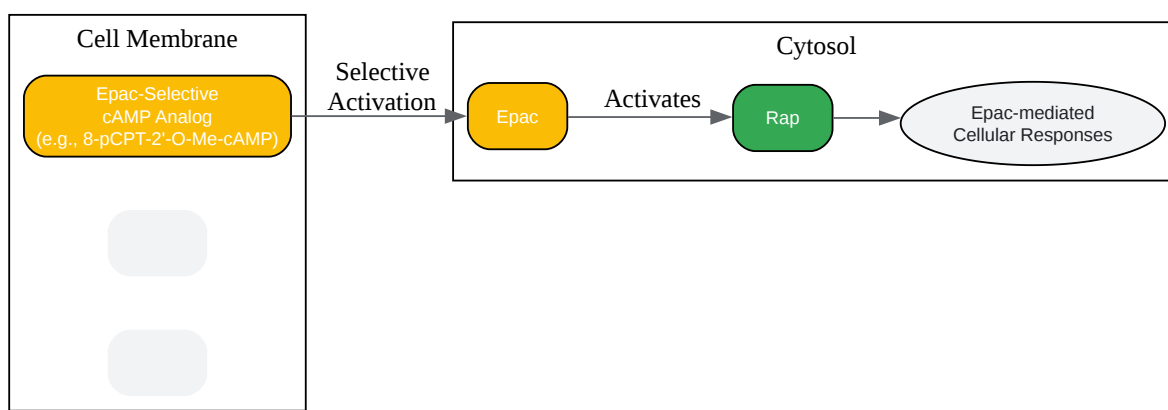 Cell Membrane
Epac-Selective
cAMP Analog
(e.g., 8-pCPT-2'-O-Me-cAMP)
Selective
Activation
Cytosol
Epac
Activates
Rap
Epac-mediated
Cellular Responses